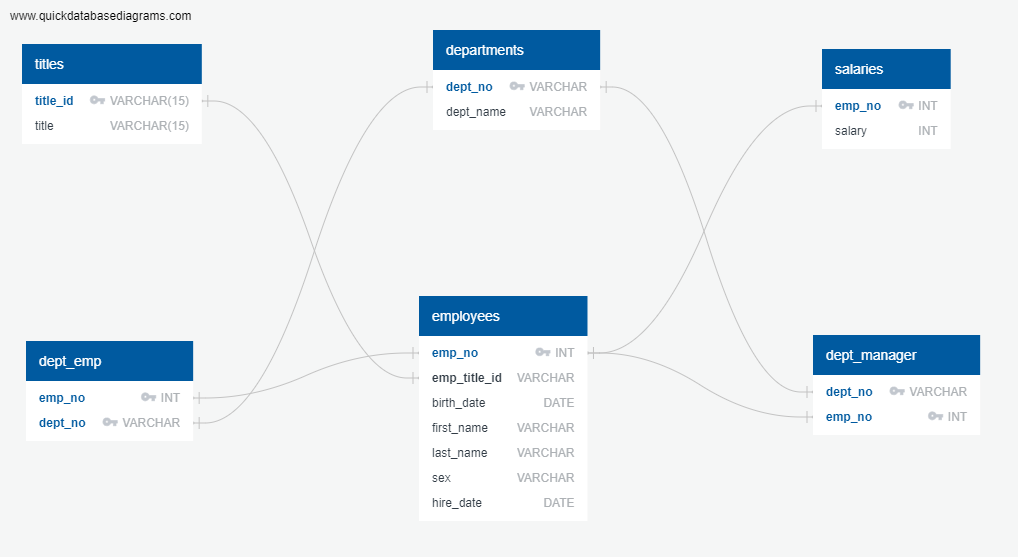 www.quickdatabasediagrams.com
titles
title_id VARCHAR(15)
title VARCHAR(15)
departments
dept_no VARCHAR
dept_name VARCHAR
salaries
emp_no INT
salary INT
dept_emp
emp_no INT
dept_no VARCHAR
employees
emp_no INT
emp_title_id VARCHAR
birth_date DATE
first_name VARCHAR
last_name VARCHAR
sex VARCHAR
hire_date DATE
dept_manager
dept_no VARCHAR
emp_no INT